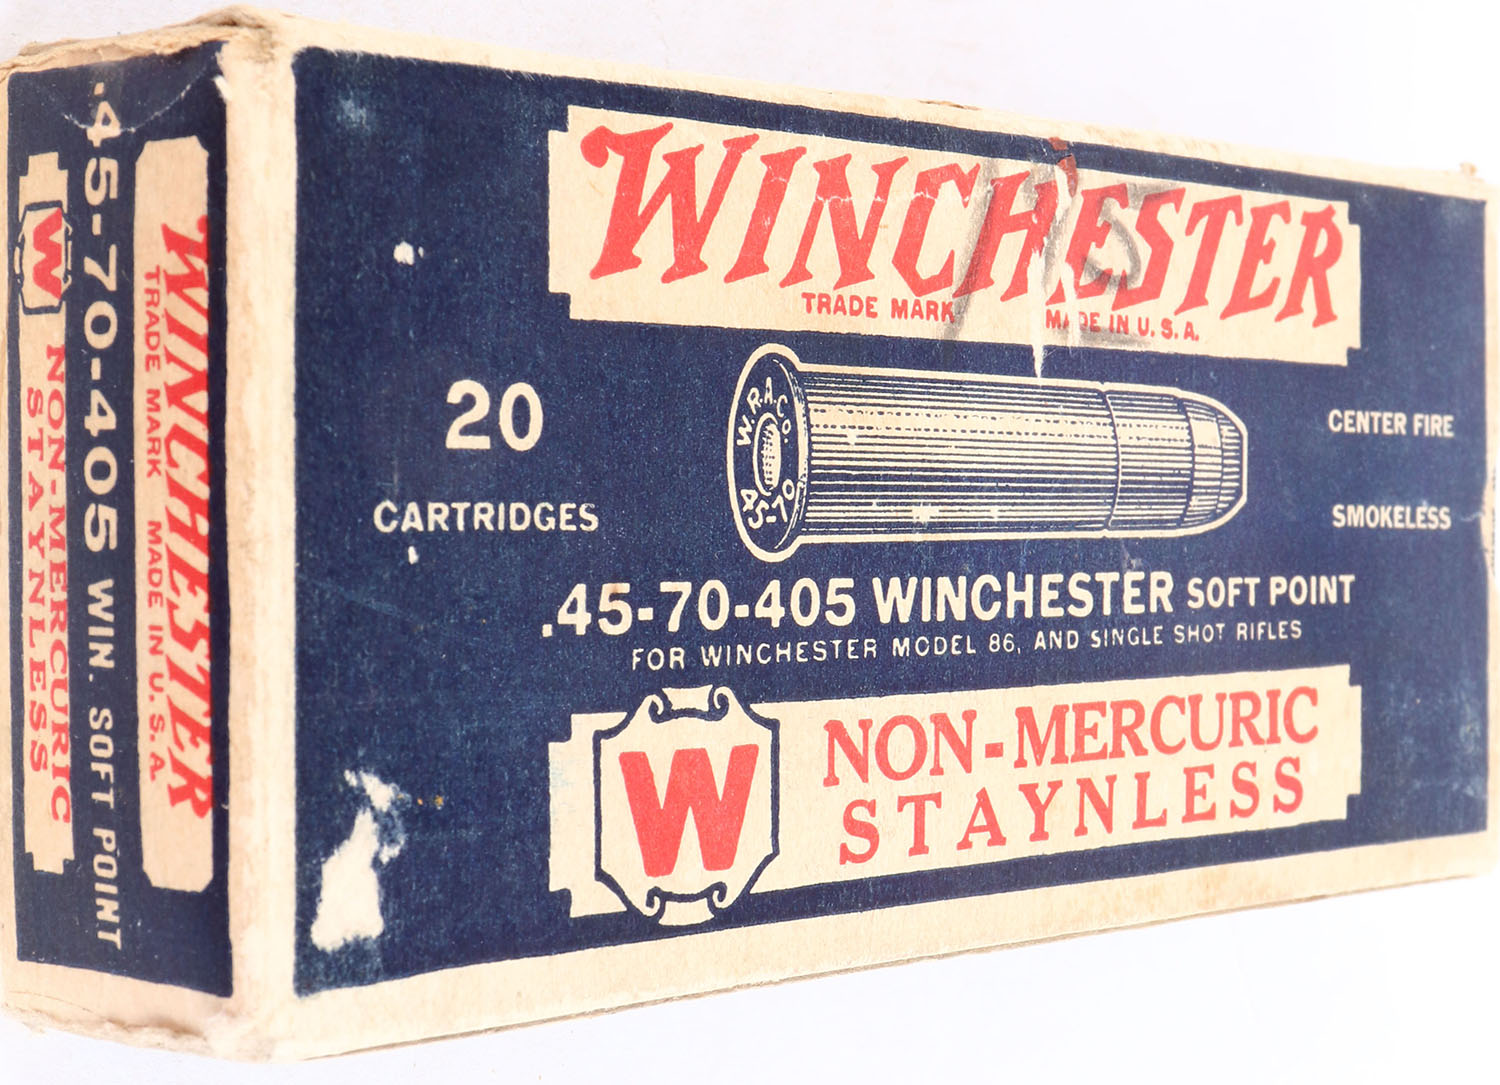 WINCHESTER
TRADE MARK MADE IN U.S.A.
20
CARTRIDGES
W.R.A.Co.
45-70
CENTER FIRE
SMOKELESS
.45-70-405 WINCHESTER SOFT POINT
FOR WINCHESTER MODEL 86, AND SINGLE SHOT RIFLES
W
NON-MERCURIC
STAYNLESS
WINCHESTER
TRADE MARK MADE IN U.S.A.
.45-70-405 WIN. SOFT POINT
W
NON-MERCURIC
STAYNLESS